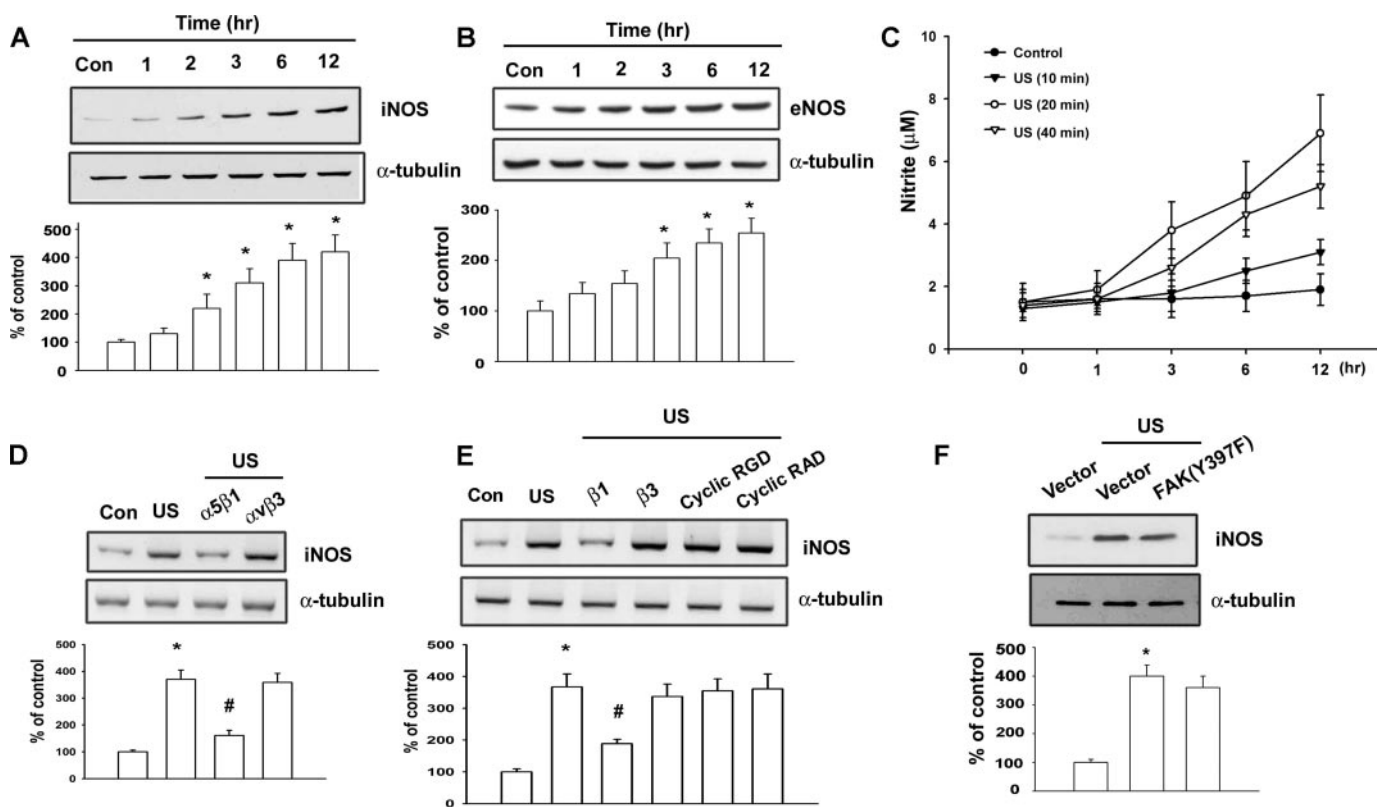 A
Time (hr)
Con 1 2 3 6 12
iNOS
α-tubulin
% of control
500
400
300
200
100
0
* * * *
B
Time (hr)
Con 1 2 3 6 12
eNOS
α-tubulin
% of control
300
200
100
0
* * *
C
Control
US (10 min)
US (20 min)
US (40 min)
Nitrite (μM)
10
8
6
4
2
0
0 1 3 6 12 (hr)
D
US
Con US α5β1 αvβ3
iNOS
α-tubulin
% of control
500
400
300
200
100
0
* #
E
US
Con US β1 β3 Cyclic RGD Cyclic RAD
iNOS
α-tubulin
% of control
500
400
300
200
100
0
* #
F
US
Vector Vector FAK(Y397F)
iNOS
α-tubulin
% of control
500
400
300
200
100
0
*